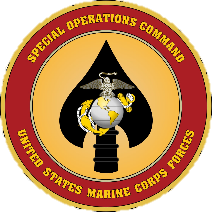 SPECIAL OPERATIONS COMMAND
UNITED STATES MARINE CORPS FORCES